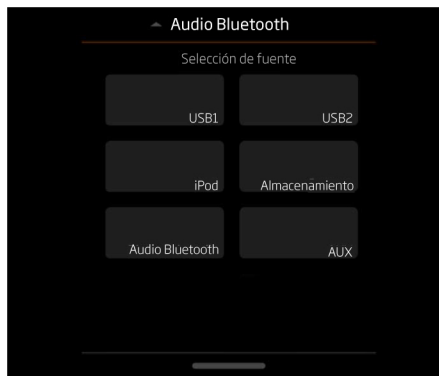 Audio Bluetooth
Selección de fuente
USB1
USB2
iPod
Almacenamiento
Audio Bluetooth
AUX